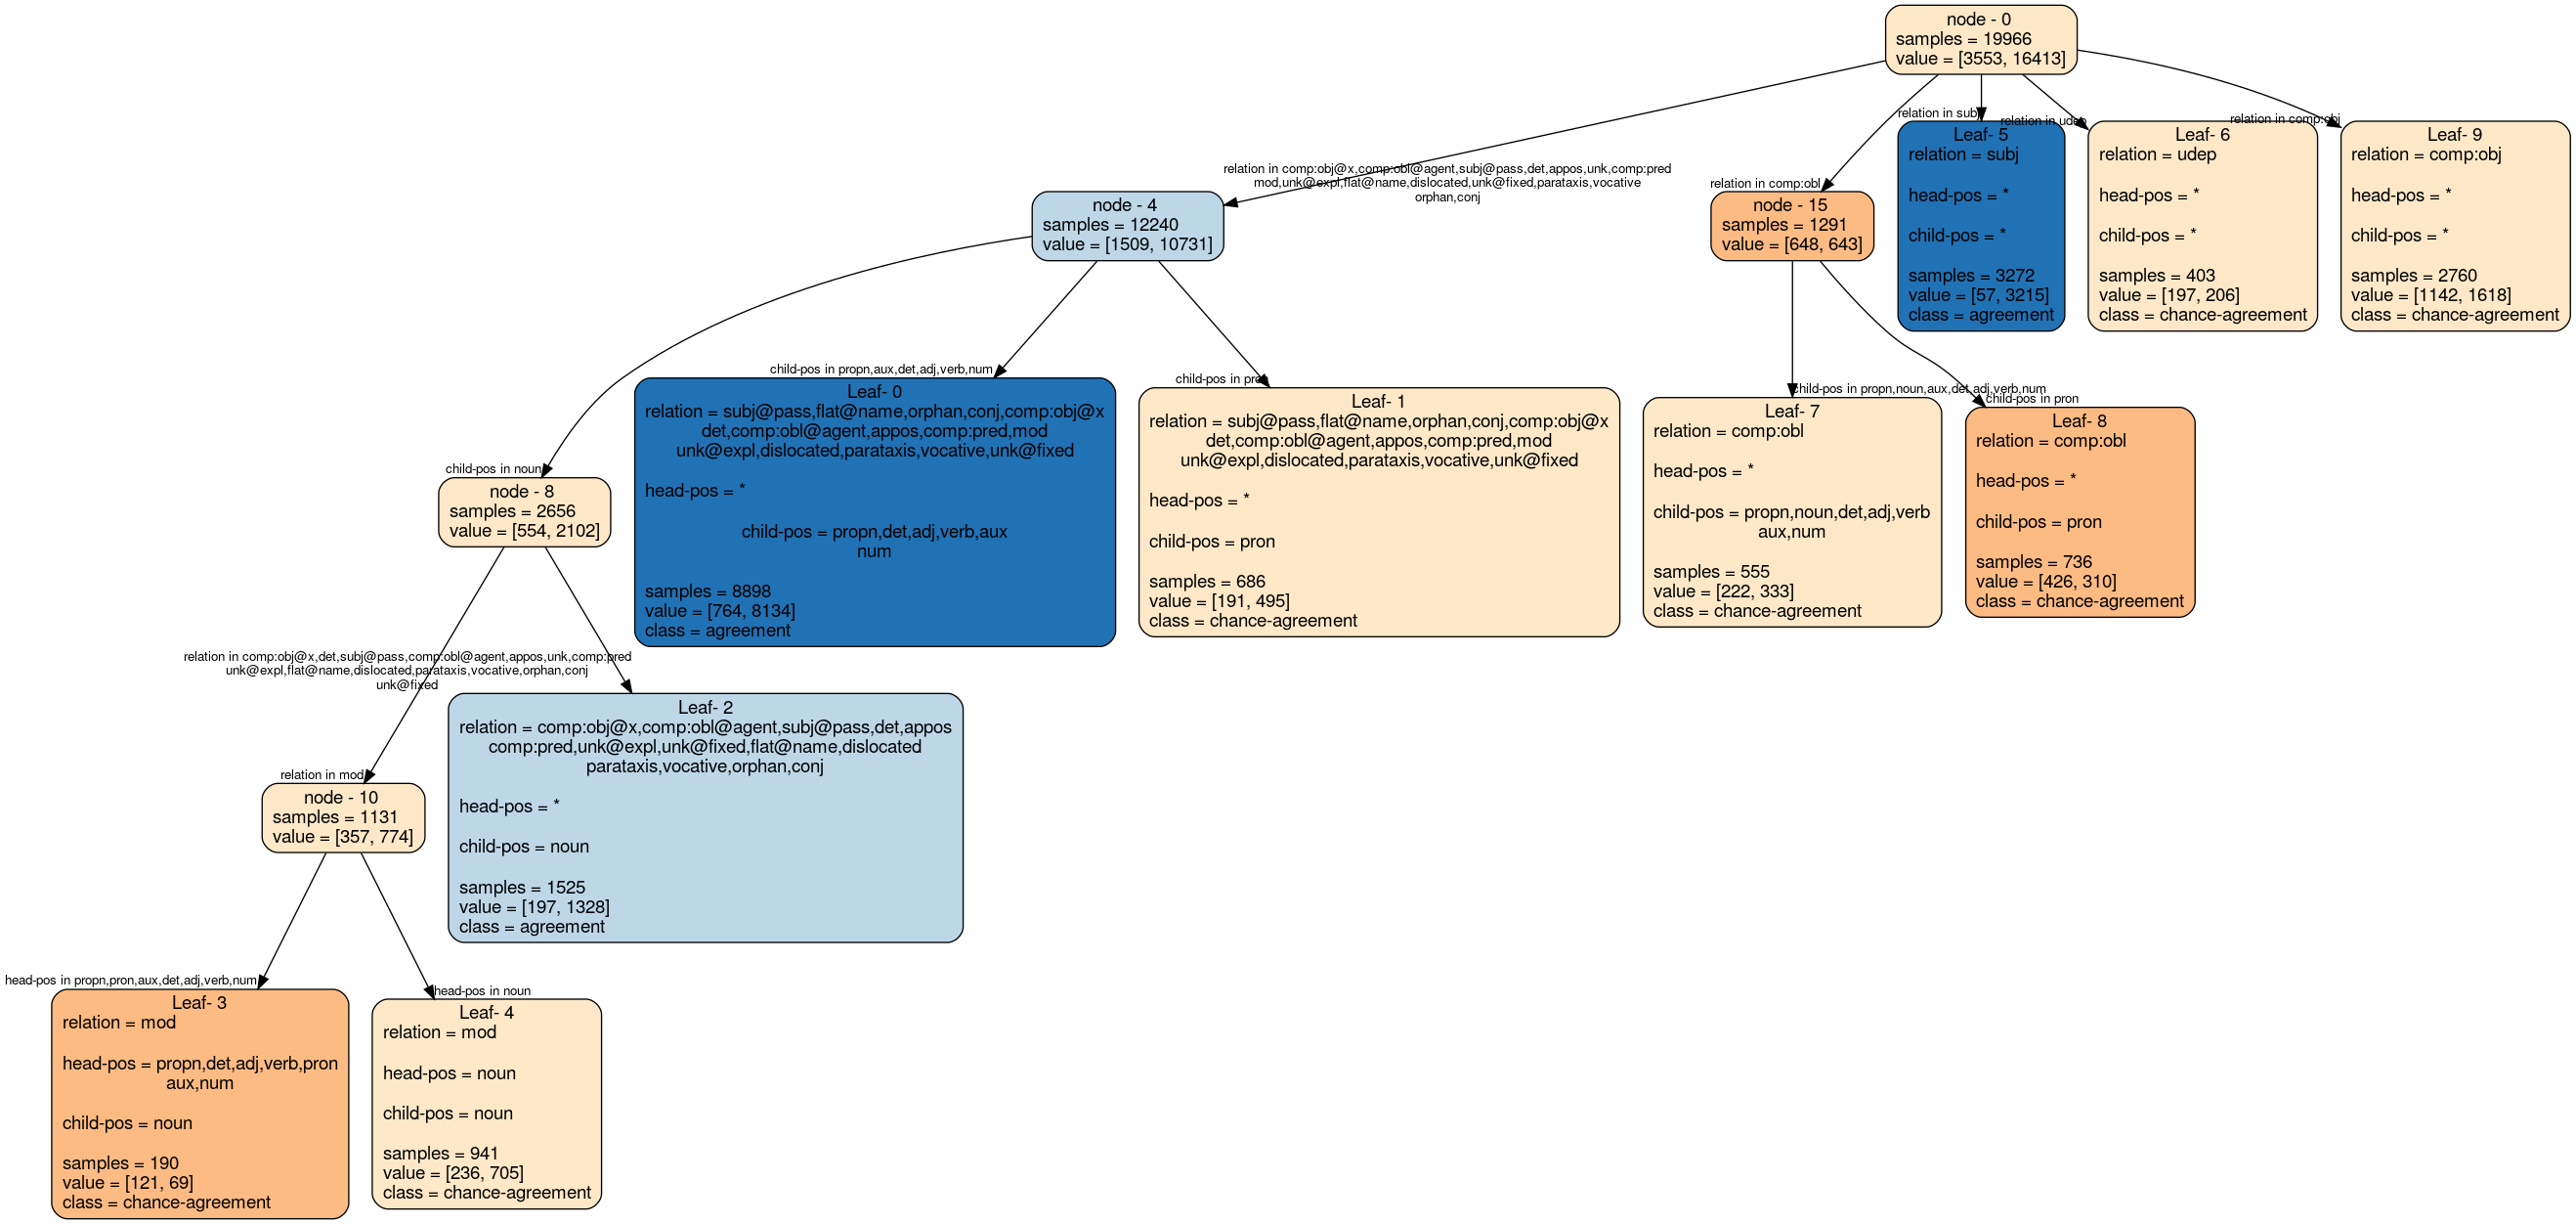 node - 0
samples = 19966
value = [3553, 16413]
relation in comp:obj@x,comp:obl@agent,subj@pass,det,appos,unk,comp:pred
mod,unk@expl,flat@name,dislocated,unk@fixed,parataxis,vocative
orphan,conj
node - 4
samples = 12240
value = [1509, 10731]
relation in comp:obl
node - 15
samples = 1291
value = [648, 643]
relation in subj
Leaf- 5
relation = subj
head-pos = *
child-pos = *
samples = 3272
value = [57, 3215]
class = agreement
relation in udep
Leaf- 6
relation = udep
head-pos = *
child-pos = *
samples = 403
value = [197, 206]
class = chance-agreement
relation in comp:obj
Leaf- 9
relation = comp:obj
head-pos = *
child-pos = *
samples = 2760
value = [1142, 1618]
class = chance-agreement
child-pos in noun
node - 8
samples = 2656
value = [554, 2102]
child-pos in propn,aux,det,adj,verb,num
Leaf- 0
relation = subj@pass,flat@name,orphan,conj,comp:obj@x
det,comp:obl@agent,appos,comp:pred,mod
unk@expl,dislocated,parataxis,vocative,unk@fixed
head-pos = *
child-pos = propn,det,adj,verb,aux
num
samples = 8898
value = [764, 8134]
class = agreement
child-pos in pron
Leaf- 1
relation = subj@pass,flat@name,orphan,conj,comp:obj@x
det,comp:obl@agent,appos,comp:pred,mod
unk@expl,dislocated,parataxis,vocative,unk@fixed
head-pos = *
child-pos = pron
samples = 686
value = [191, 495]
class = chance-agreement
child-pos in propn,noun,aux,det,adj,verb,num
Leaf- 7
relation = comp:obl
head-pos = *
child-pos = propn,noun,det,adj,verb
aux,num
samples = 555
value = [222, 333]
class = chance-agreement
child-pos in pron
Leaf- 8
relation = comp:obl
head-pos = *
child-pos = pron
samples = 736
value = [426, 310]
class = chance-agreement
relation in comp:obj@x,det,subj@pass,comp:obl@agent,appos,unk,comp:pred
unk@expl,flat@name,dislocated,parataxis,vocative,orphan,conj
unk@fixed
relation in mod
node - 10
samples = 1131
value = [357, 774]
Leaf- 2
relation = comp:obj@x,comp:obl@agent,subj@pass,det,appos
comp:pred,unk@expl,unk@fixed,flat@name,dislocated
parataxis,vocative,orphan,conj
head-pos = *
child-pos = noun
samples = 1525
value = [197, 1328]
class = agreement
head-pos in propn,pron,aux,det,adj,verb,num
Leaf- 3
relation = mod
head-pos = propn,det,adj,verb,pron
aux,num
child-pos = noun
samples = 190
value = [121, 69]
class = chance-agreement
head-pos in noun
Leaf- 4
relation = mod
head-pos = noun
child-pos = noun
samples = 941
value = [236, 705]
class = chance-agreement